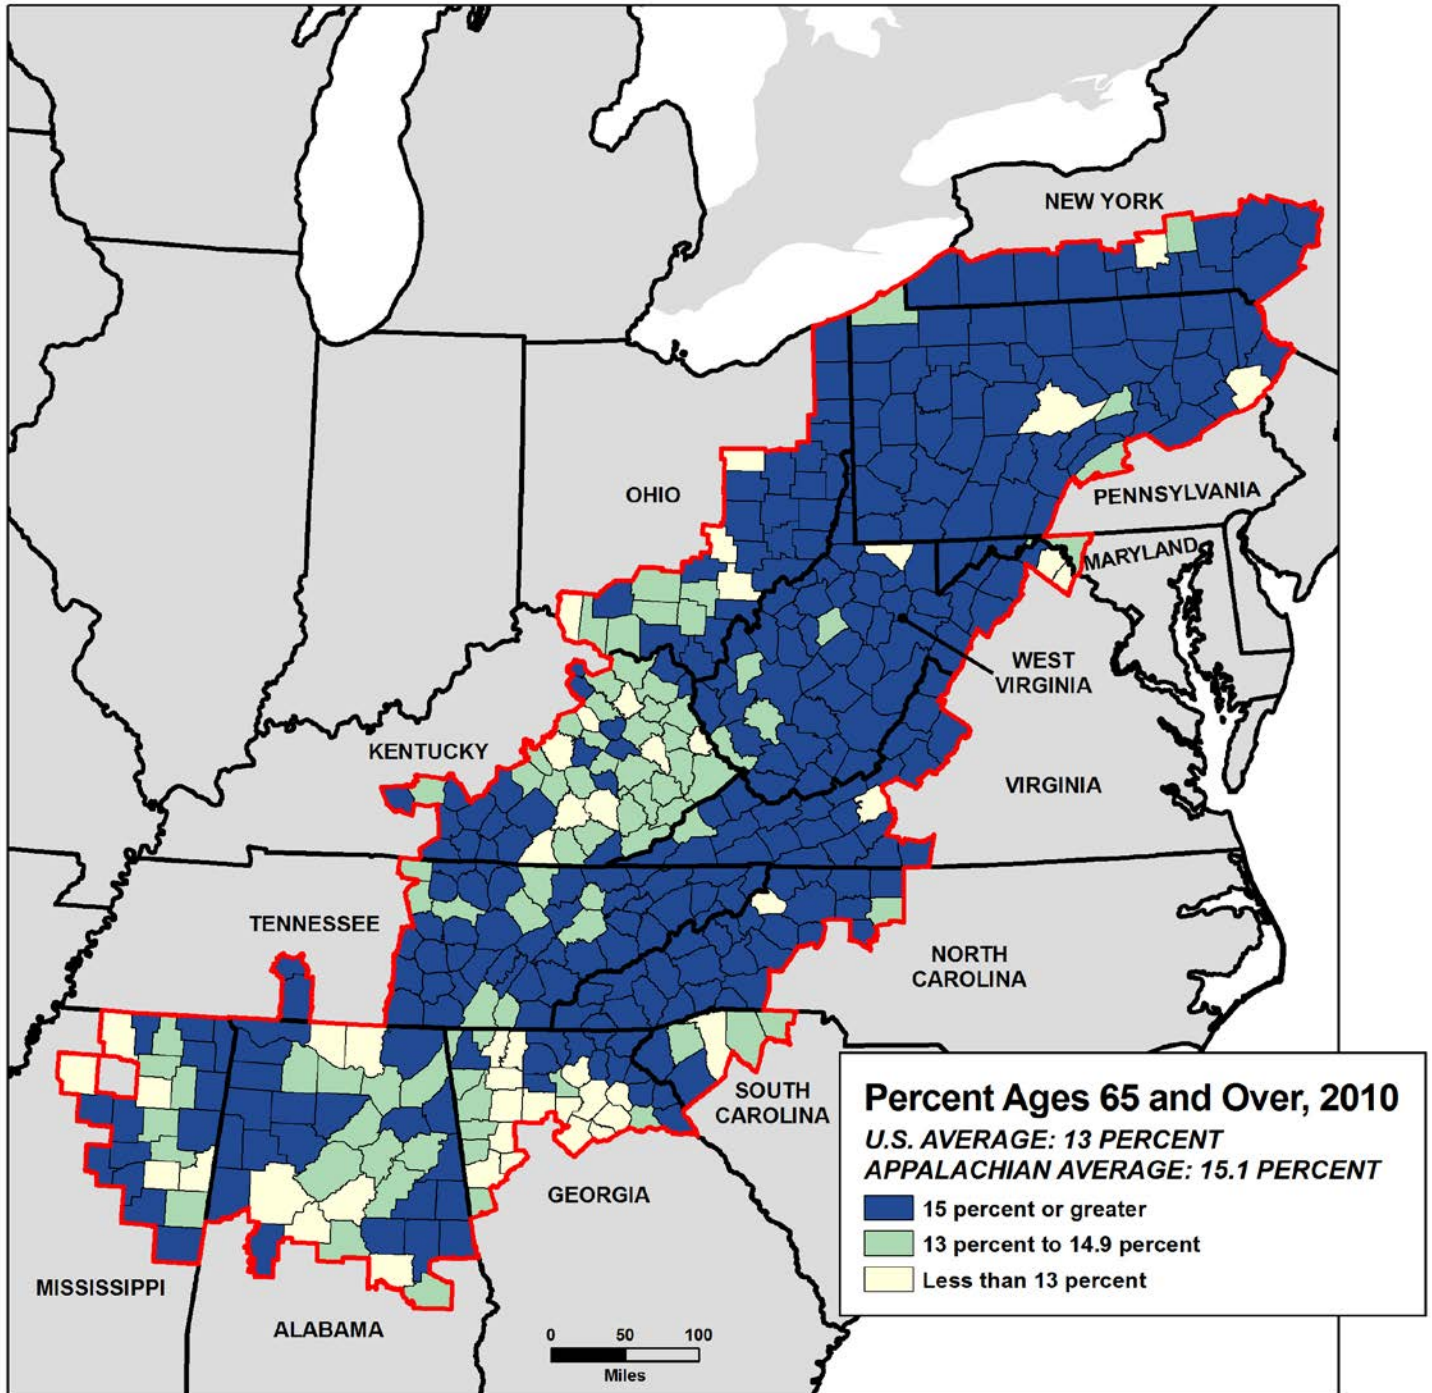 NEW YORK
OHIO
PENNSYLVANIA
MARYLAND
WEST
VIRGINIA
KENTUCKY
VIRGINIA
TENNESSEE
NORTH
CAROLINA
SOUTH
CAROLINA
GEORGIA
MISSISSIPPI
ALABAMA
Percent Ages 65 and Over, 2010
U.S. AVERAGE: 13 PERCENT
APPALACHIAN AVERAGE: 15.1 PERCENT
15 percent or greater
13 percent to 14.9 percent
Less than 13 percent
0 50 100
Miles